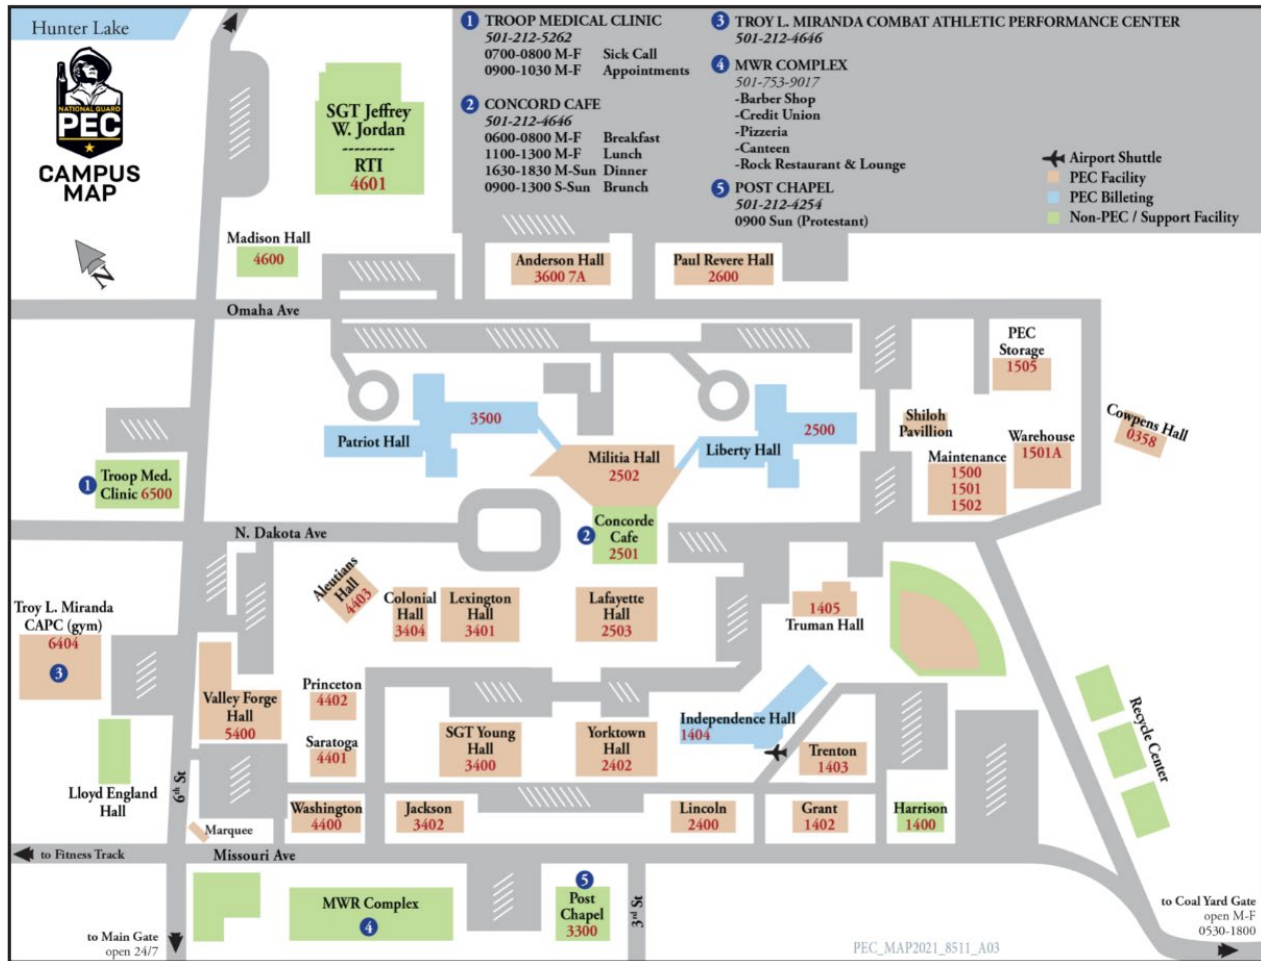 Hunter Lake
NATIONAL GUARD
PEC
CAMPUS
MAP
N
1 TROOP MEDICAL CLINIC
501-212-5262
0700-0800 M-F Sick Call
0900-1030 M-F Appointments
2 CONCORD CAFE
501-212-4646
0600-0800 M-F Breakfast
1100-1300 M-F Lunch
1630-1830 M-Sun Dinner
0900-1300 S-Sun Brunch
3 TROY L. MIRANDA COMBAT ATHLETIC PERFORMANCE CENTER
501-212-4646
4 MWR COMPLEX
501-753-9017
-Barber Shop
-Credit Union
-Pizzeria
-Canteen
-Rock Restaurant & Lounge
5 POST CHAPEL
501-212-4254
0900 Sun (Protestant)
Airport Shuttle
PEC Facility
PEC Billeting
Non-PEC / Support Facility
SGT Jeffrey
W. Jordan
---------
RTI
4601
Madison Hall
4600
Anderson Hall
3600 7A
Paul Revere Hall
2600
Omaha Ave
PEC
Storage
1505
3500
Patriot Hall
2500
Liberty Hall
Militia Hall
2502
Shiloh
Pavillion
Cowpens Hall
0358
Warehouse
1501A
Maintenance
1500
1501
1502
1
Troop Med.
Clinic 6500
2
Concorde
Cafe
2501
N. Dakota Ave
Aleutians
Hall
4403
Colonial
Hall
3404
Lexington
Hall
3401
Lafayette
Hall
2503
1405
Truman Hall
Troy L. Miranda
CAPC (gym)
6404
3
Valley Forge
Hall
5400
Princeton
4402
Saratoga
4401
SGT Young
Hall
3400
Yorktown
Hall
2402
Independence Hall
1404
Trenton
1403
Recycle Center
Lloyd England
Hall
6th St
Washington
4400
Jackson
3402
Lincoln
2400
Grant
1402
Harrison
1400
Marquee
to Fitness Track
Missouri Ave
MWR Complex
4
5
Post
Chapel
3300
3rd St
to Main Gate
open 24/7
to Coal Yard Gate
open M-F
0530-1800
PEC_MAP2021_8511_A03